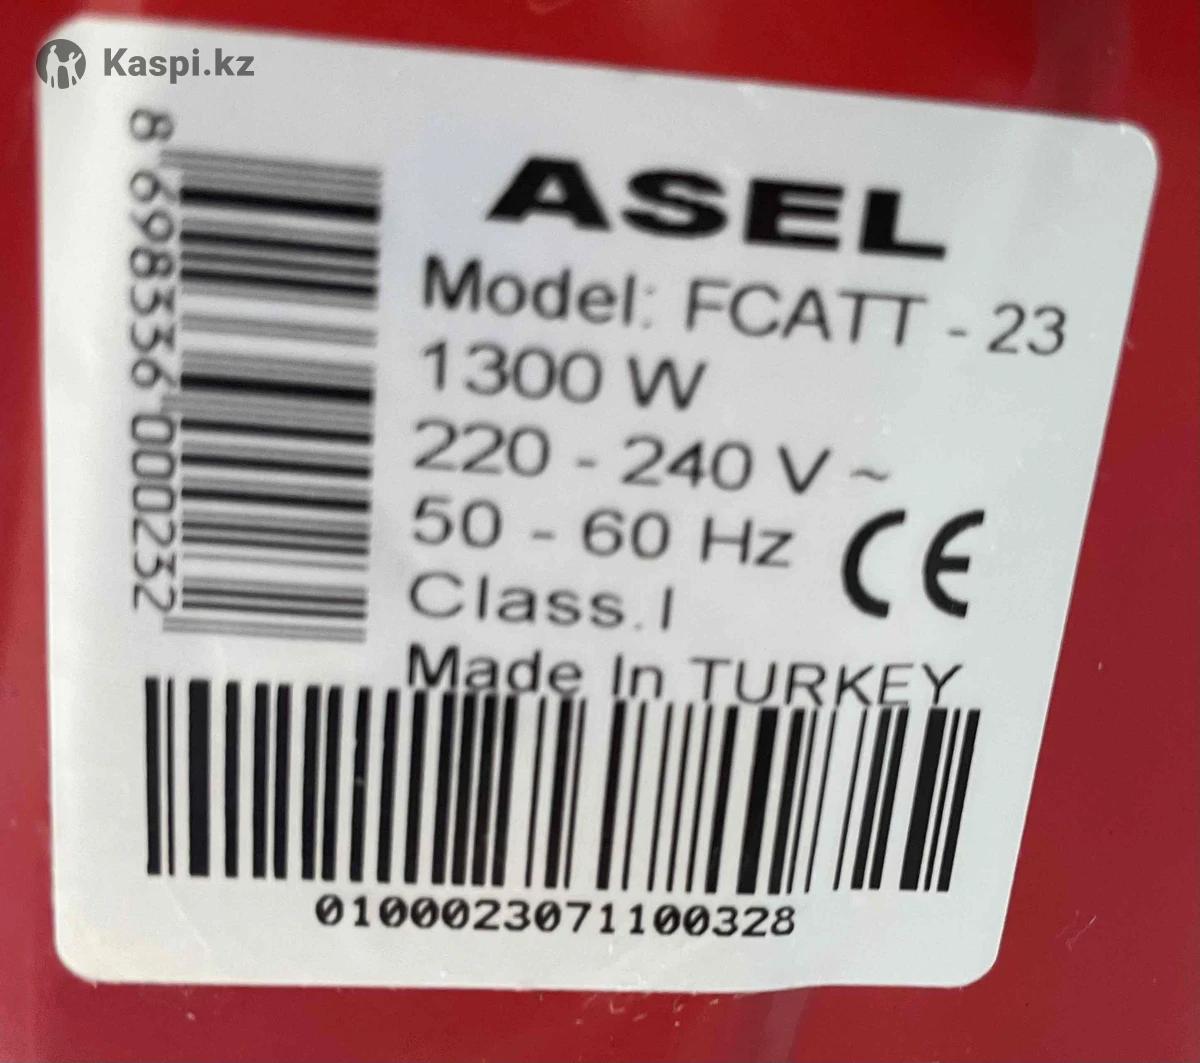 Kaspi.kz
ASEL
Model: FCATT - 23
1300 W
220 - 240 V ~
50 - 60 Hz
CE
Class. I
Made In TURKEY
8 698336 000232
0100023071100328